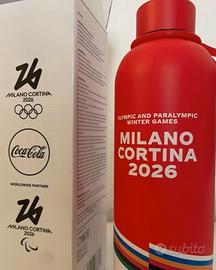 MILANO CORTINA
2026
Coca-Cola
WORLDWIDE PARTNER
MILANO CORTINA
2026
OLYMPIC AND PARALYMPIC
WINTER GAMES
MILANO
CORTINA
2026
subito